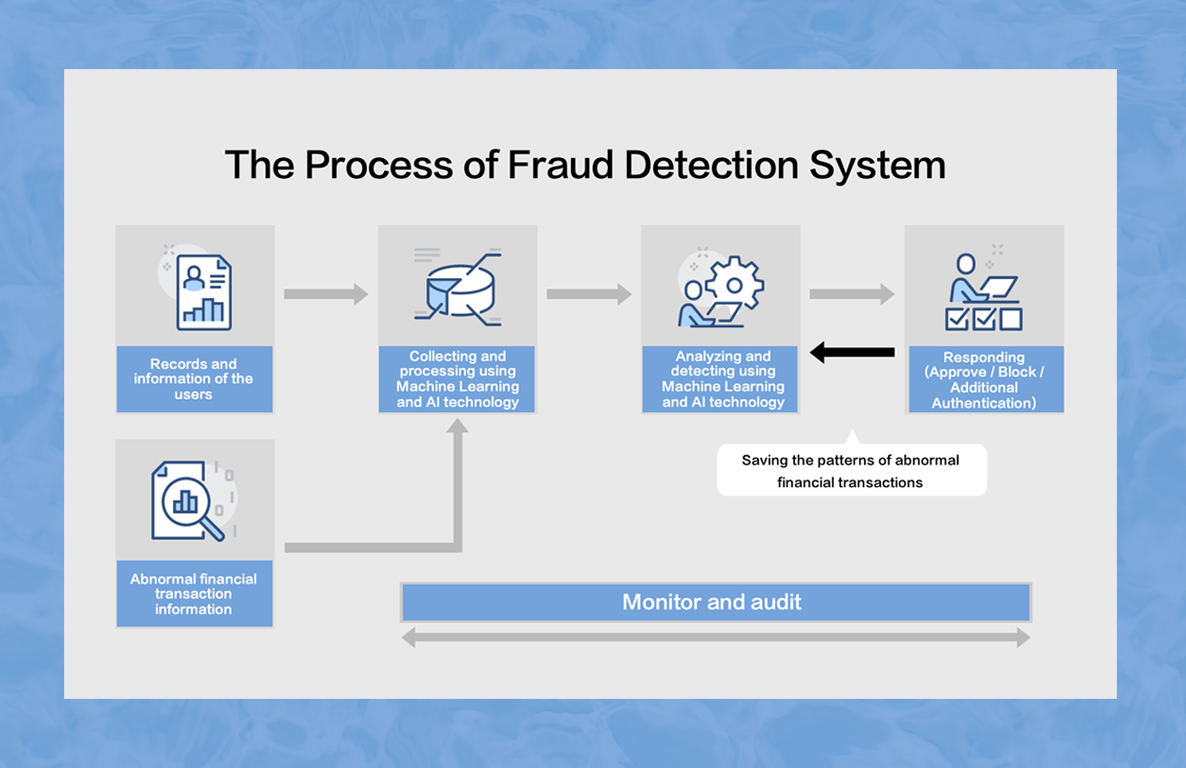 The Process of Fraud Detection System
Records and
information of the
users
Collecting and
processing using
Machine Learning
and AI technology
Analyzing and
detecting using
Machine Learning
and AI technology
Responding
(Approve / Block /
Additional
Authentication)
Saving the patterns of abnormal
financial transactions
Abnormal financial
transaction
information
Monitor and audit